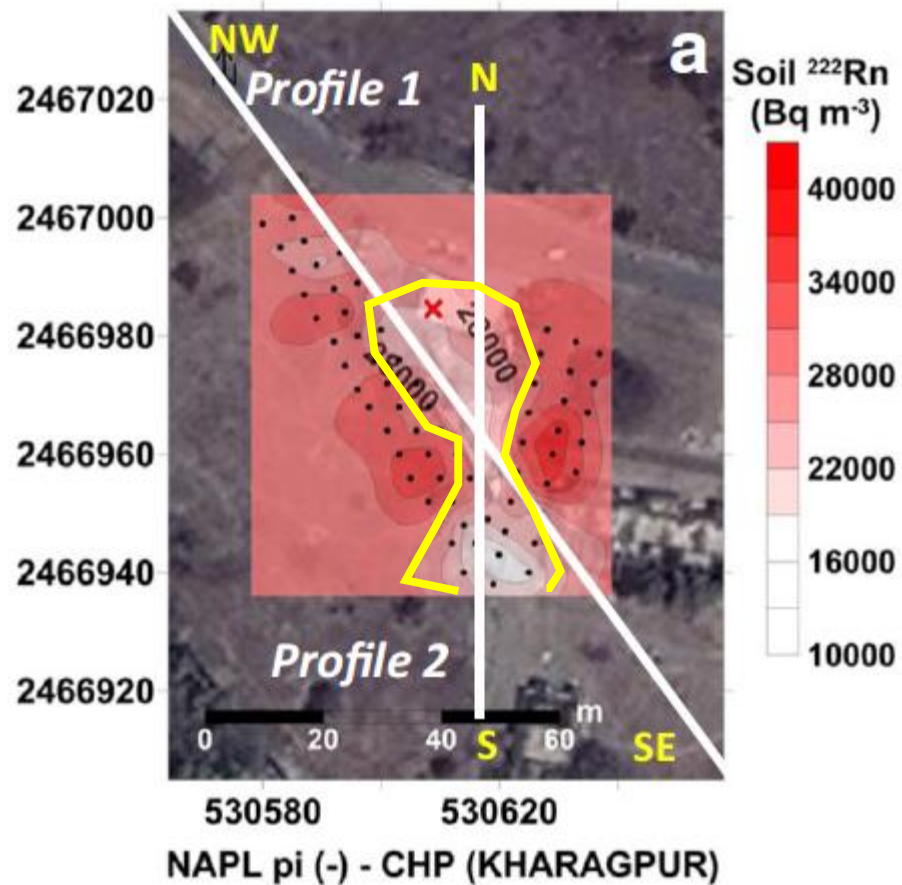 NW
a
Profile 1
N
Soil ²²²Rn
(Bq m⁻³)
2467020
2467000
2466980
2466960
2466940
2466920
40000
34000
28000
22000
16000
10000
Profile 2
m
0 20 40 60
S
SE
530580 530620
NAPL pi (-) - CHP (KHARAGPUR)